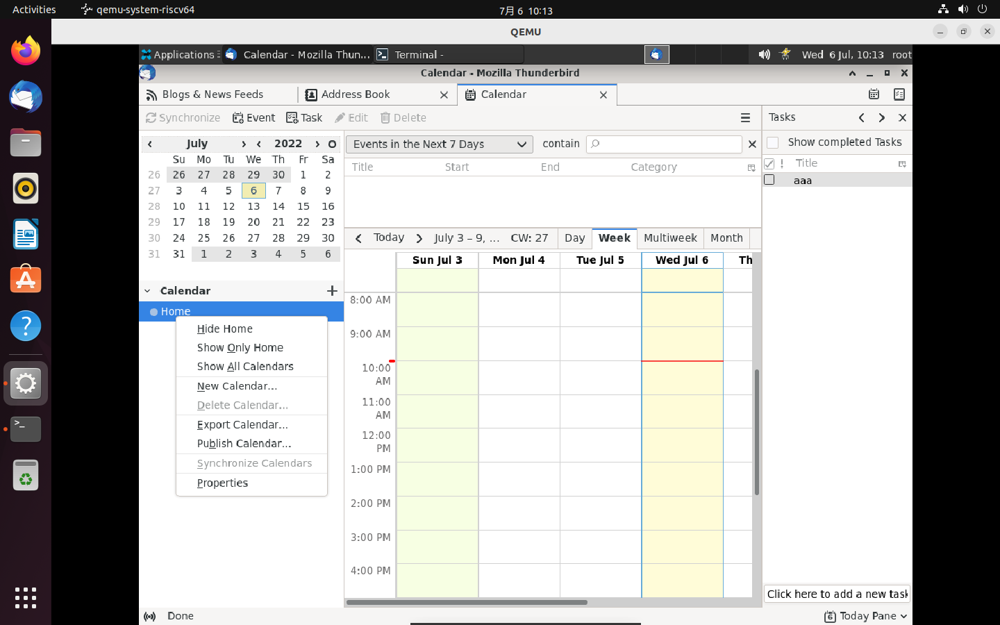 Activities
qemu-system-riscv64
7月 6 10:13
QEMU
Applications
Calendar - Mozilla Thun...
Terminal -
Wed 6 Jul, 10:13
root
Calendar - Mozilla Thunderbird
Blogs & News Feeds
Address Book
Calendar
Synchronize
Event
Task
Edit
Delete
Tasks
July
2022
Su Mo Tu We Th Fr Sa
26 26 27 28 29 30 1 2
27 3 4 5 6 7 8 9
28 10 11 12 13 14 15 16
29 17 18 19 20 21 22 23
30 24 25 26 27 28 29 30
31 31 1 2 3 4 5 6
Events in the Next 7 Days
contain
Title Start End Category
Show completed Tasks
! Title
aaa
Today
July 3 – 9, ...
CW: 27
Day
Week
Multiweek
Month
Sun Jul 3
Mon Jul 4
Tue Jul 5
Wed Jul 6
Th
Calendar
Home
Hide Home
Show Only Home
Show All Calendars
New Calendar...
Delete Calendar...
Export Calendar...
Publish Calendar...
Synchronize Calendars
Properties
8:00 AM
9:00 AM
10:00
AM
11:00
AM
12:00
PM
1:00 PM
2:00 PM
3:00 PM
4:00 PM
Click here to add a new task
Done
6
Today Pane